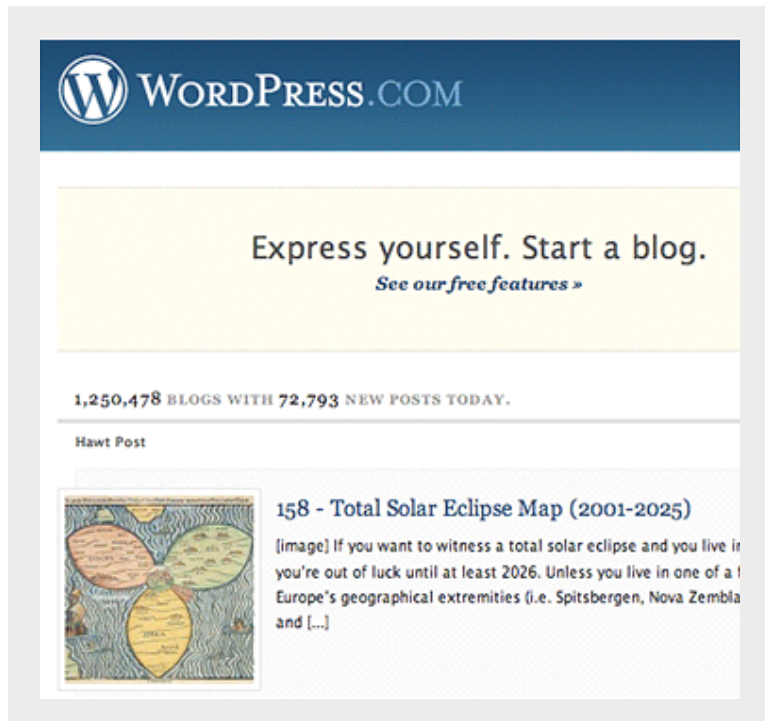 WORDPRESS.COM
Express yourself. Start a blog.
See our free features »
1,250,478 BLOGS WITH 72,793 NEW POSTS TODAY.
Hawt Post
158 - Total Solar Eclipse Map (2001-2025)
[image] If you want to witness a total solar eclipse and you live
you're out of luck until at least 2026. Unless you live in one of a
Europe's geographical extremities (i.e. Spitsbergen, Nova Zembla
and [...]